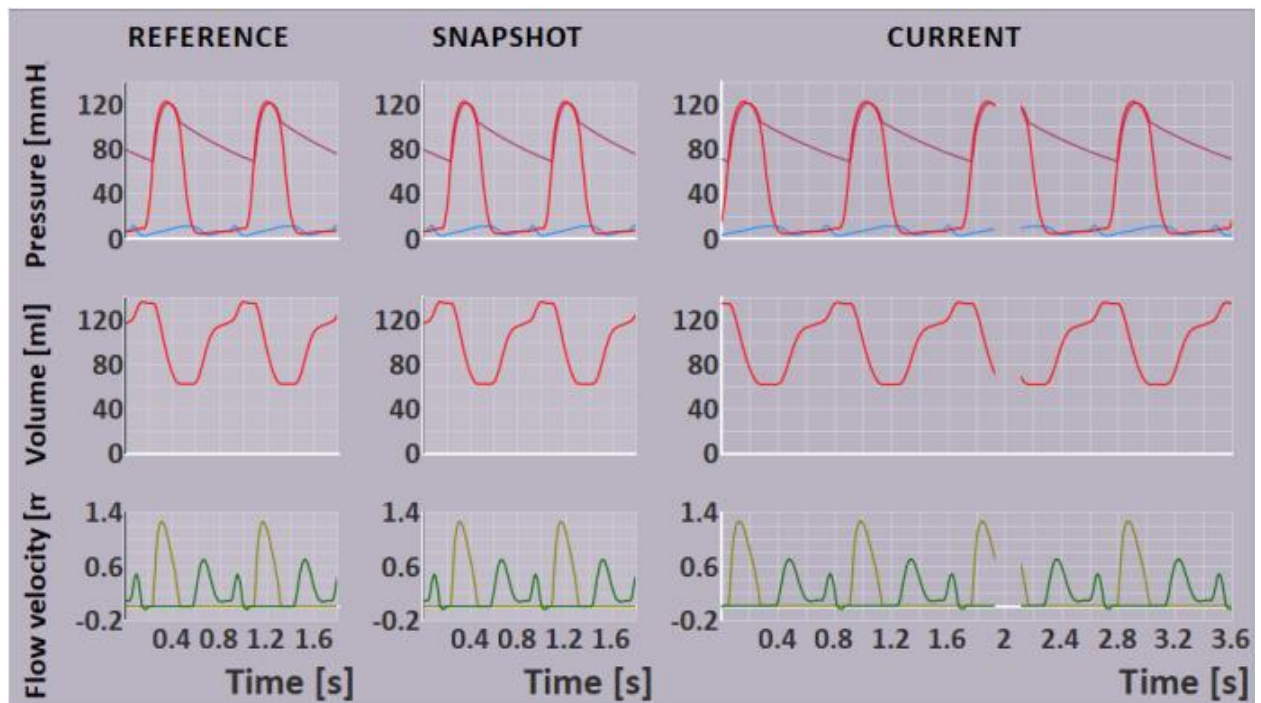 REFERENCE SNAPSHOT CURRENT
Pressure [mmH
120 120 120
80 80 80
40 40 40
0 0 0
Volume [ml]
120 120 120
80 80 80
40 40 40
0 0 0
Flow velocity [m
1.4 1.4 1.4
0.6 0.6 0.6
-0.2 -0.2 -0.2
0.4 0.8 1.2 1.6 0.4 0.8 1.2 1.6 0.4 0.8 1.2 1.6 2 2.4 2.8 3.2 3.6
Time [s] Time [s] Time [s]